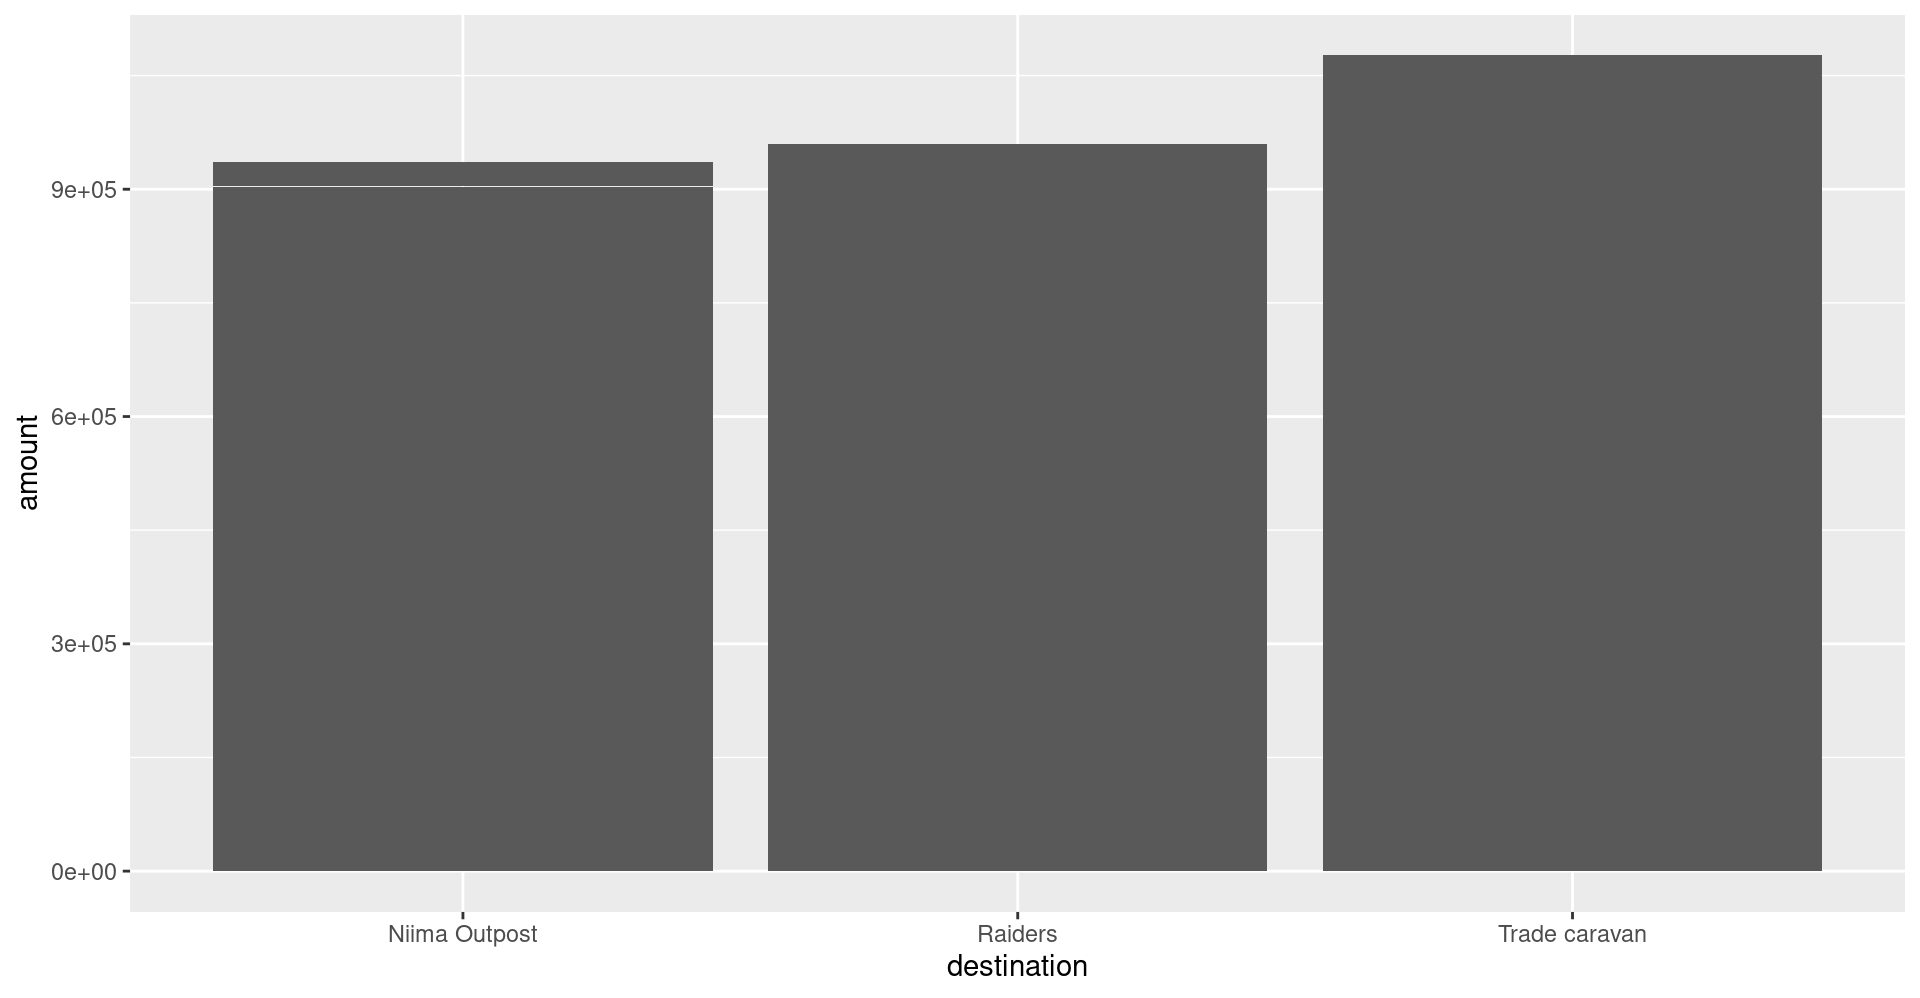 amount
9e+05
6e+05
3e+05
0e+00
Niima Outpost Raiders Trade caravan
destination